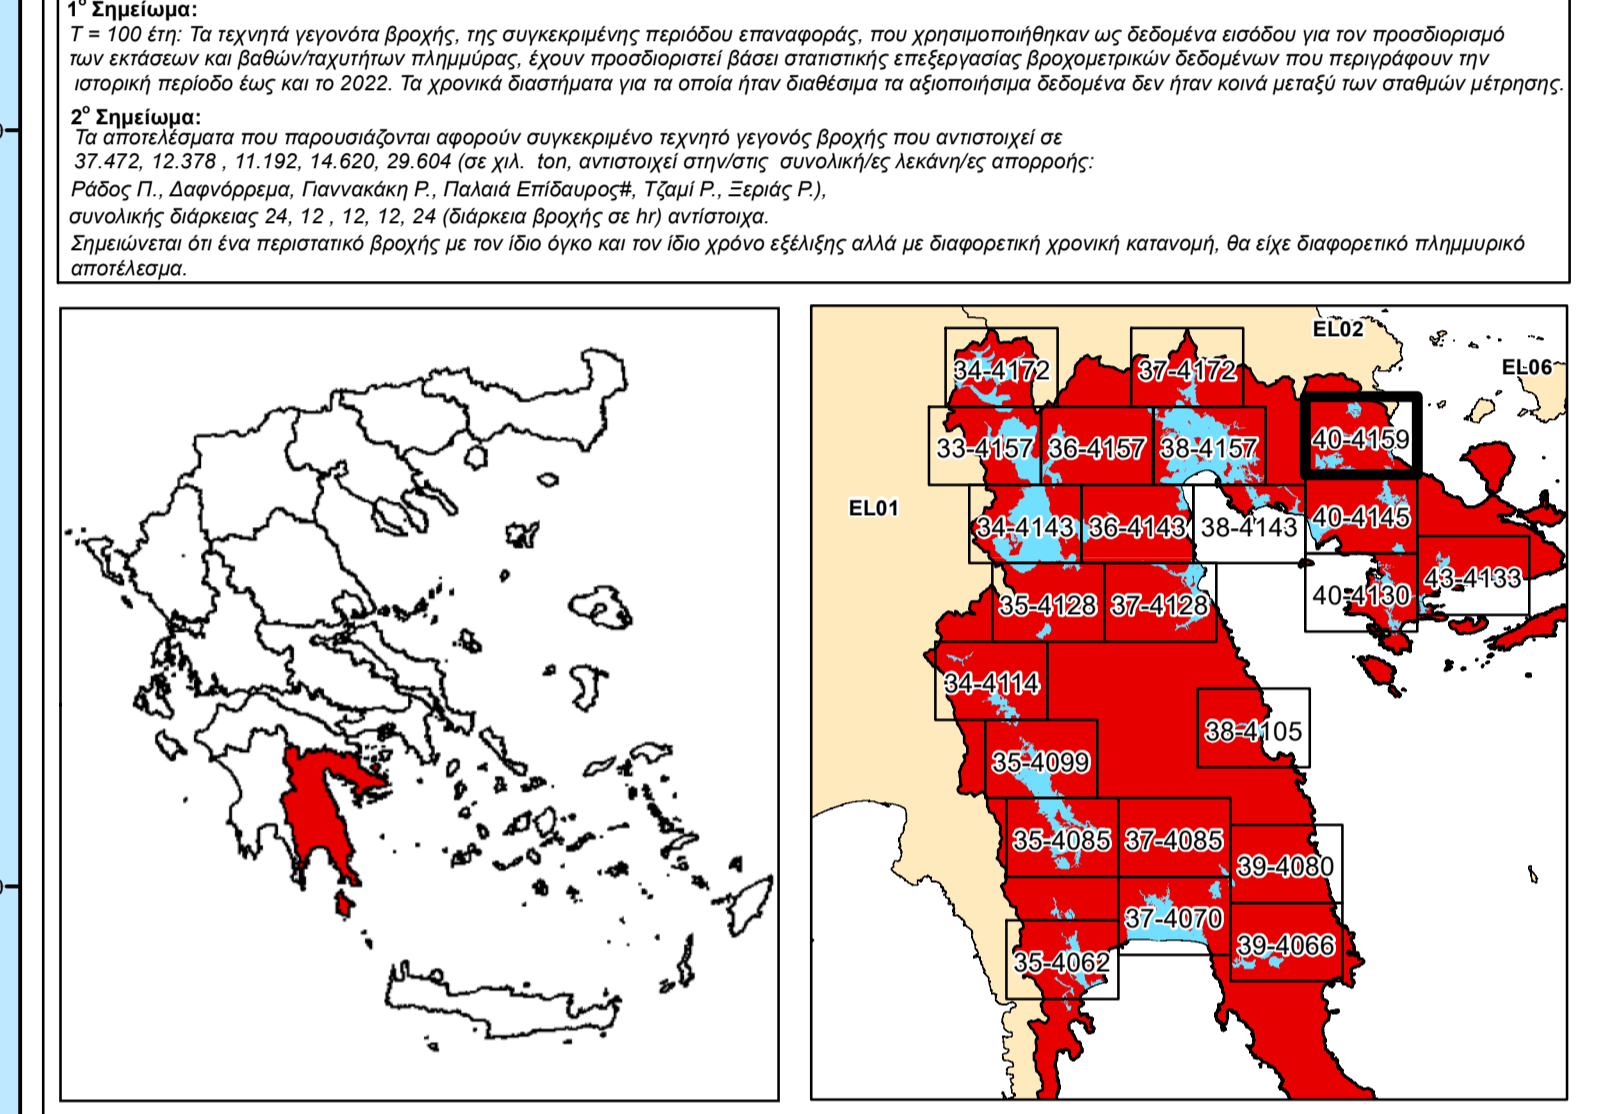 1º Σημείωμα:
T = 100 έτη: Τα τεχνητά γεγονότα βροχής, της συγκεκριμένης περιόδου επαναφοράς, που χρησιμοποιήθηκαν ως δεδομένα εισόδου για τον προσδιορισμό
των εκτάσεων και βαθών/ταχυτήτων πλημμύρας, έχουν προσδιοριστεί βάσει στατιστικής επεξεργασίας βροχομετρικών δεδομένων που περιγράφουν την
ιστορική περίοδο έως και το 2022. Τα χρονικά διαστήματα για τα οποία ήταν διαθέσιμα τα αξιοποιήσιμα δεδομένα δεν ήταν κοινά μεταξύ των σταθμών μέτρησης.
2º Σημείωμα:
Τα αποτελέσματα που παρουσιάζονται αφορούν συγκεκριμένο τεχνητό γεγονός βροχής που αντιστοιχεί σε
37.472, 12.378 , 11.192, 14.620, 29.604 (σε χιλ. ton, αντιστοιχεί στην/στις συνολική/ες λεκάνη/ες απορροής:
Ράδος Π., Δαφνόρρεμα, Γιαννακάκη Ρ., Παλαιά Επίδαυρος#, Τζαμί Ρ., Ξεριάς Ρ.),
συνολικής διάρκειας 24, 12 , 12, 12, 24 (διάρκεια βροχής σε hr) αντίστοιχα.
Σημειώνεται ότι ένα περιστατικό βροχής με τον ίδιο όγκο και τον ίδιο χρόνο εξέλιξης αλλά με διαφορετική χρονική κατανομή, θα είχε διαφορετικό πλημμυρικό
αποτέλεσμα.
EL02
EL06
34-4172
37-4172
33-4157
36-4157
38-4157
40-4159
EL01
34-4143
36-4143
38-4143
40-4145
35-4128
37-4128
40-4130
43-4133
34-4114
38-4105
35-4099
35-4085
37-4085
39-4080
37-4070
39-4066
35-4062